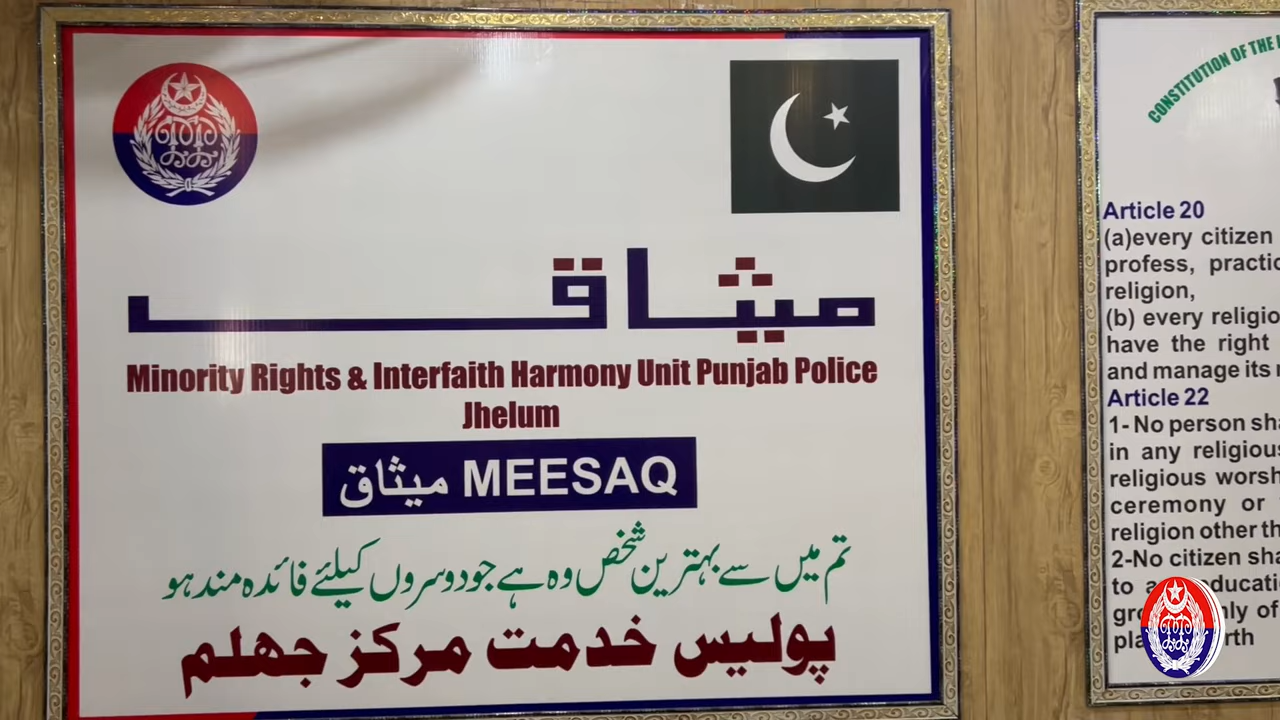 میثاق
Minority Rights & Interfaith Harmony Unit Punjab Police
Jhelum
میثاق MEESAQ
تم میں سے بہترین شخص وہ ہے جو دوسروں کیلئے فائدہ مند ہو
پولیس خدمت مرکز جھلم
CONSTITUTION OF THE
Article 20
(a)every citizen
profess, practic
religion,
(b) every religio
have the right
and manage its
Article 22
1- No person sha
in any religious
religious worsh
ceremony or
religion other th
2-No citizen sha
to a educati
gro nly of
pla rth